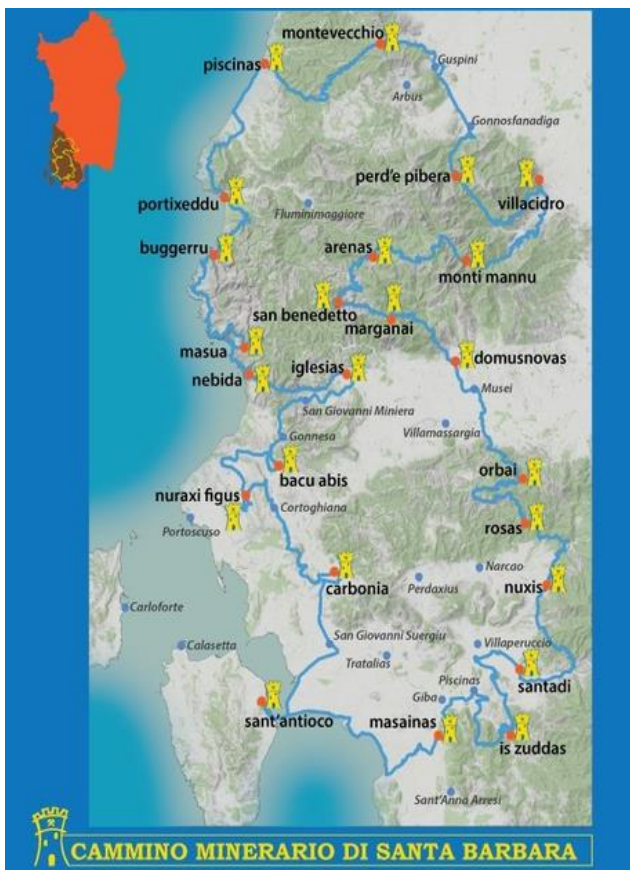 montevecchio
Guspini
piscinas
Arbus
Gonnosfanadiga
perd'e pibera
villacidro
portixeddu
Fluminimaggiore
buggerru
arenas
monti mannu
san benedetto
marganai
masua
domusnovas
iglesias
nebida
Musei
San Giovanni Miniera
Villamassargia
Gonnesa
bacu abis
orbai
nuraxi figus
Cortoghiana
rosas
Portoscuso
Narcao
carbonia
Perdaxius
nuxis
Carloforte
San Giovanni Suergiu
Villaperuccio
Calasetta
Tratalias
santadi
Piscinas
Giba
sant'antioco
masainas
is zuddas
Sant'Anna Arresi
CAMMINO MINERARIO DI SANTA BARBARA